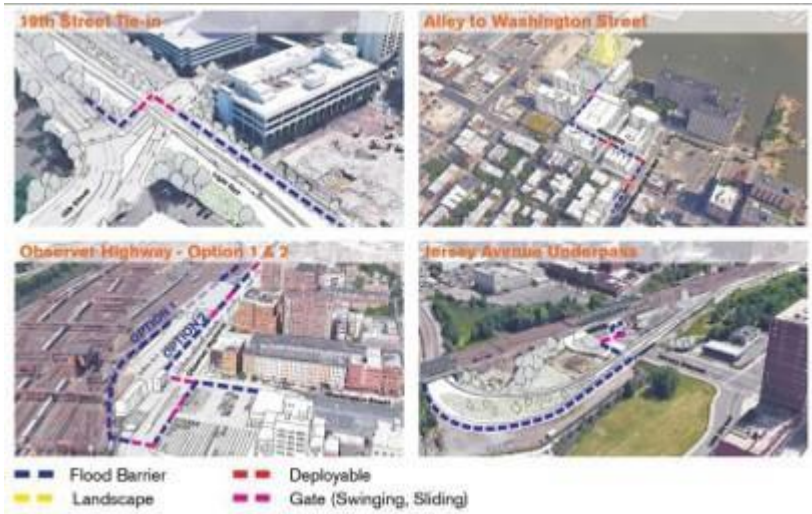 19th Street Tie-in
Alley to Washington Street
Observer Highway - Option 1 & 2
Jersey Avenue Underpass
OPTION 1
OPTION 2
Flood Barrier
Deployable
Landscape
Gate (Swinging, Sliding)